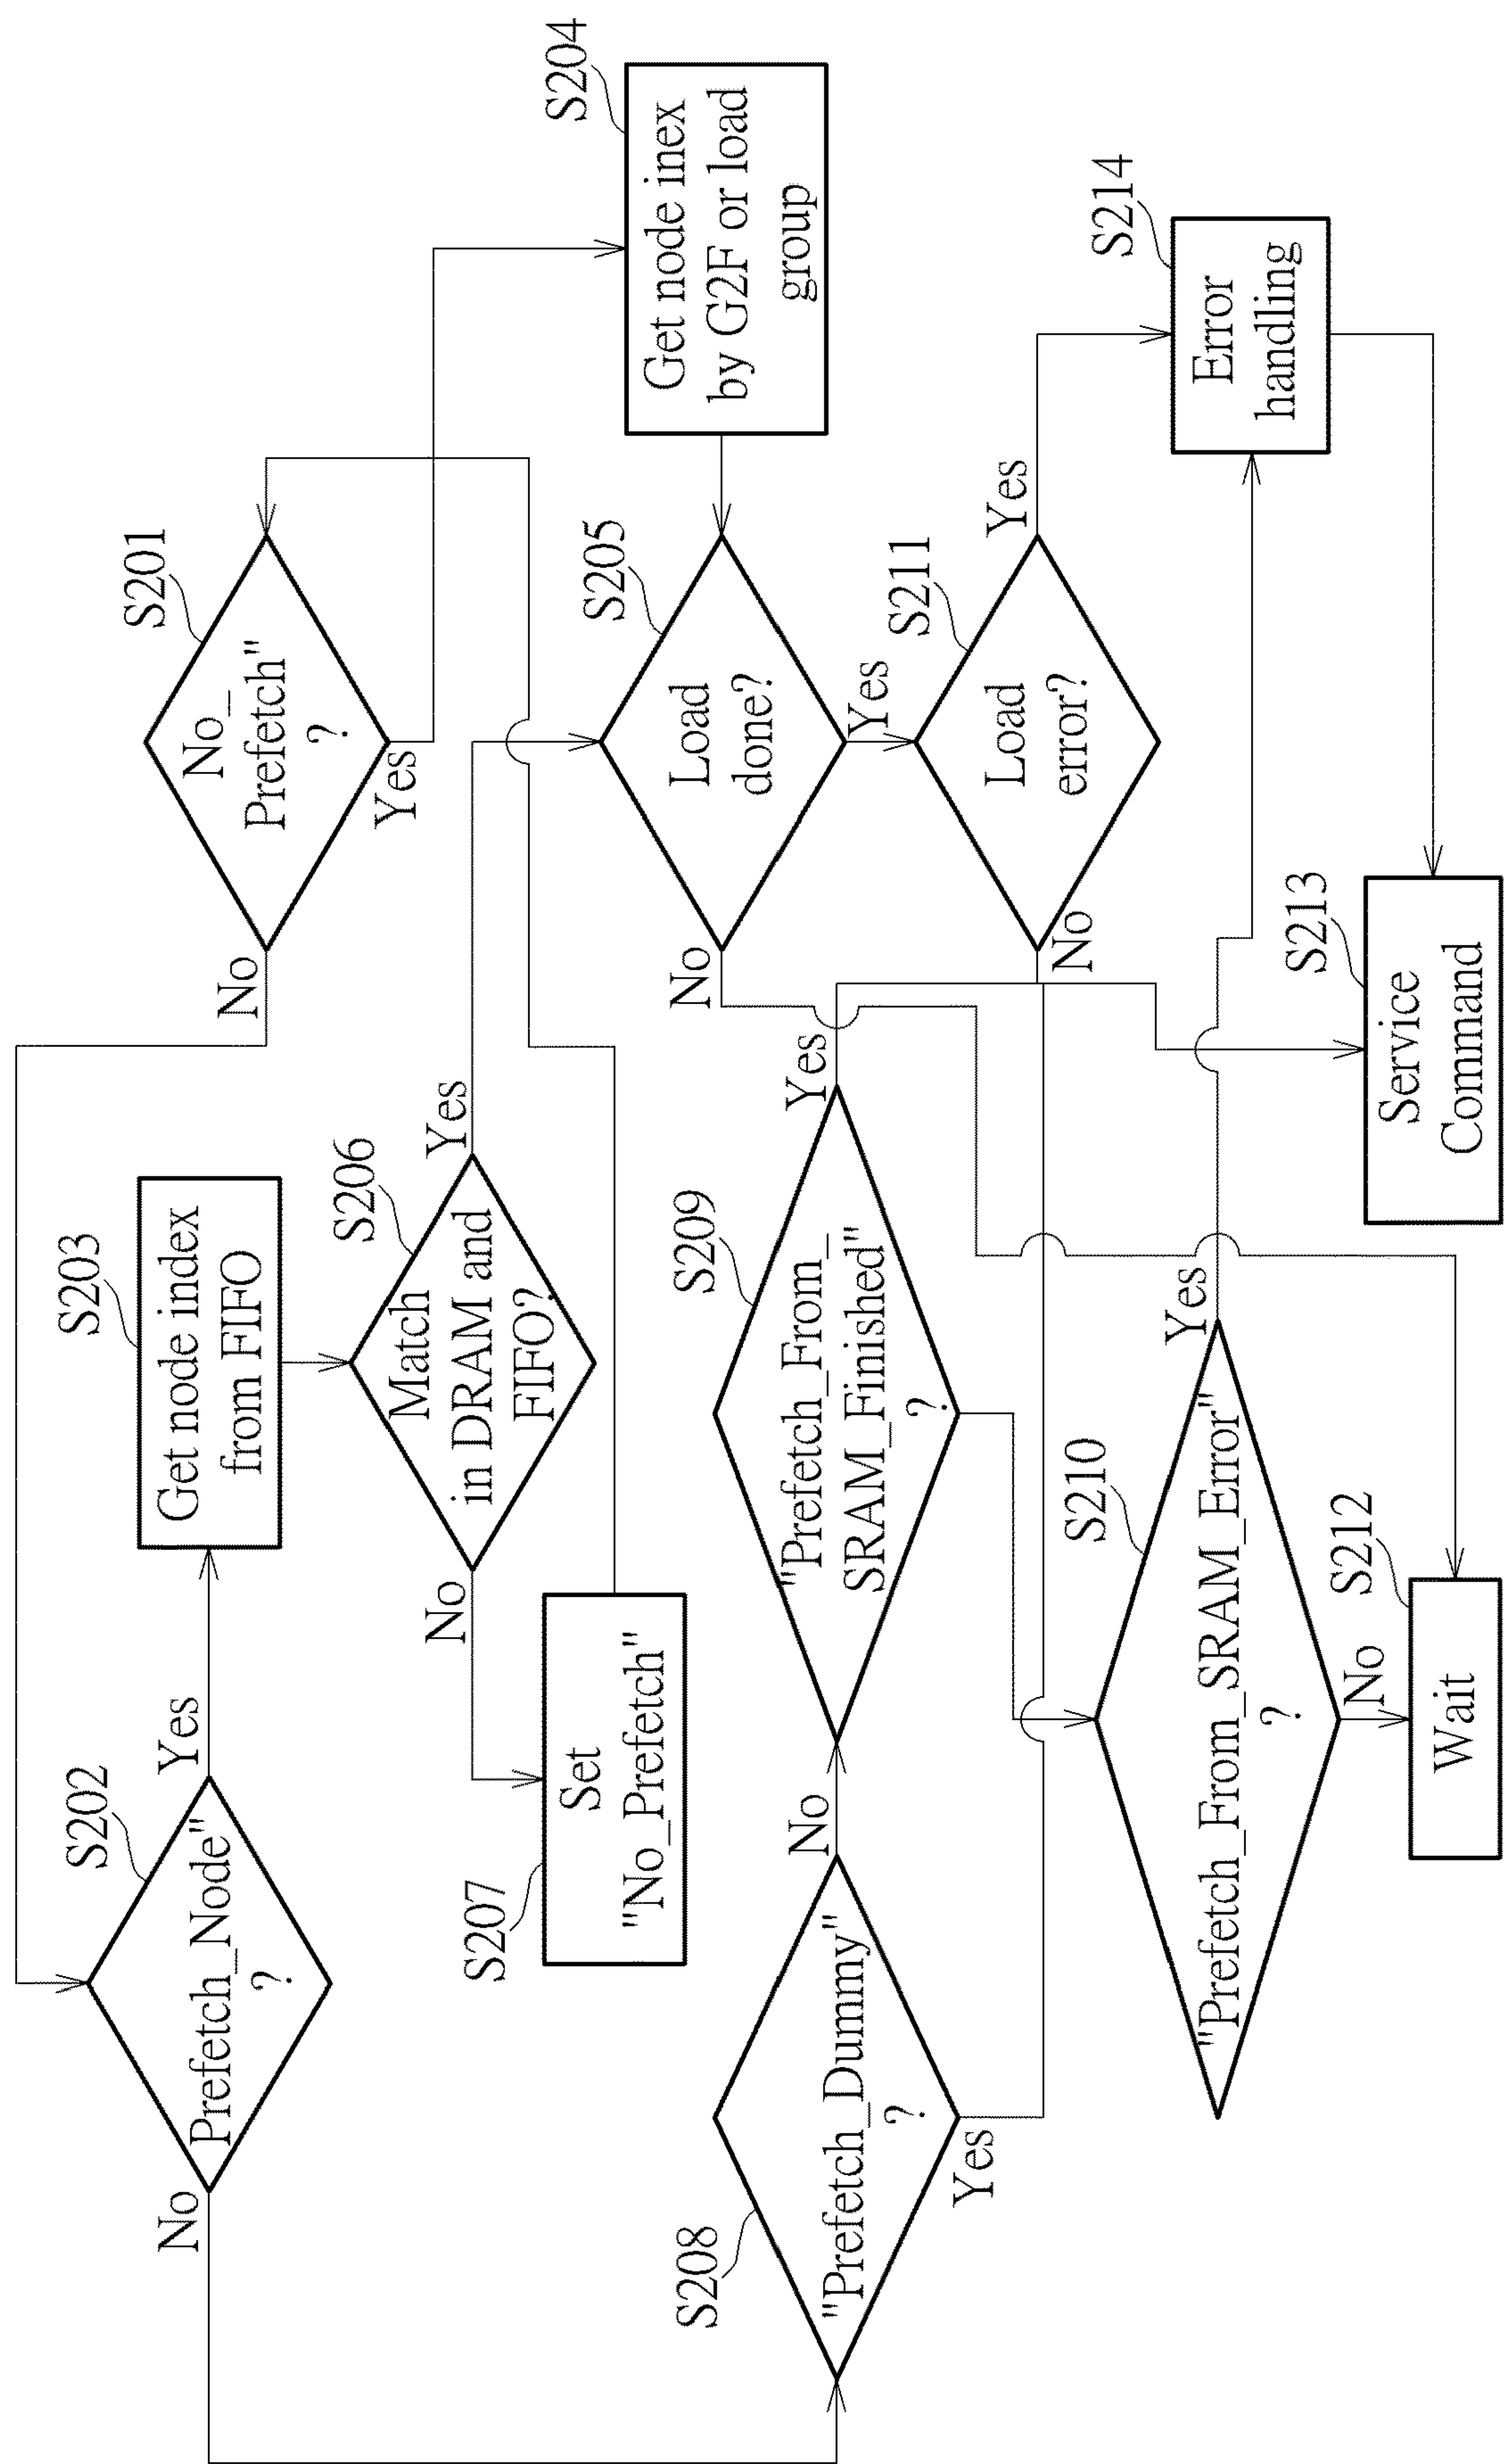 S201
No_
Prefetch"
?
No
Yes
S202
Prefetch_Node"
?
No
Yes
S203
Get node index
from FIFO
S204
Get node inex
by G2F or load
group
S206
Match
in DRAM and
FIFO?
No
Yes
S207
Set
"No_Prefetch"
S205
Load
done?
No
Yes
S208
"Prefetch_Dummy"
?
No
Yes
S209
"Prefetch_From_
SRAM_Finished"
?
Yes
S211
Load
error?
No
Yes
S210
"Prefetch_From_SRAM_Error"
?
Yes
No
S214
Error
handling
S212
Wait
S213
Service
Command